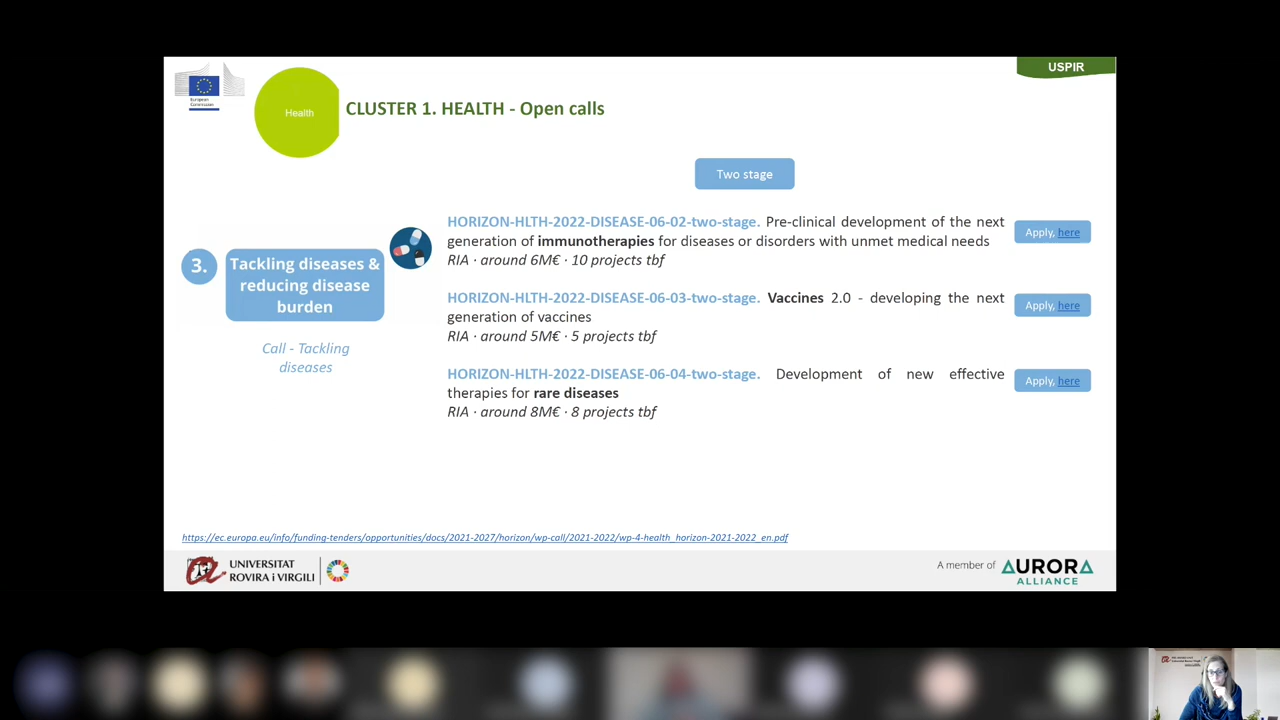 European
Commission
Health
CLUSTER 1. HEALTH - Open calls
USPIR
Two stage
3.
Tackling diseases &
reducing disease
burden
Call - Tackling
diseases
HORIZON-HLTH-2022-DISEASE-06-02-two-stage. Pre-clinical development of the next
generation of immunotherapies for diseases or disorders with unmet medical needs
RIA · around 6M€ · 10 projects tbf
Apply, here
HORIZON-HLTH-2022-DISEASE-06-03-two-stage. Vaccines 2.0 - developing the next
generation of vaccines
RIA · around 5M€ · 5 projects tbf
Apply, here
HORIZON-HLTH-2022-DISEASE-06-04-two-stage. Development of new effective
therapies for rare diseases
RIA · around 8M€ · 8 projects tbf
Apply, here
https://ec.europa.eu/info/funding-tenders/opportunities/docs/2021-2027/horizon/wp-call/2021-2022/wp-4-health_horizon-2021-2022_en.pdf
UNIVERSITAT
ROVIRA i VIRGILI
A member of
AURORA
ALLIANCE